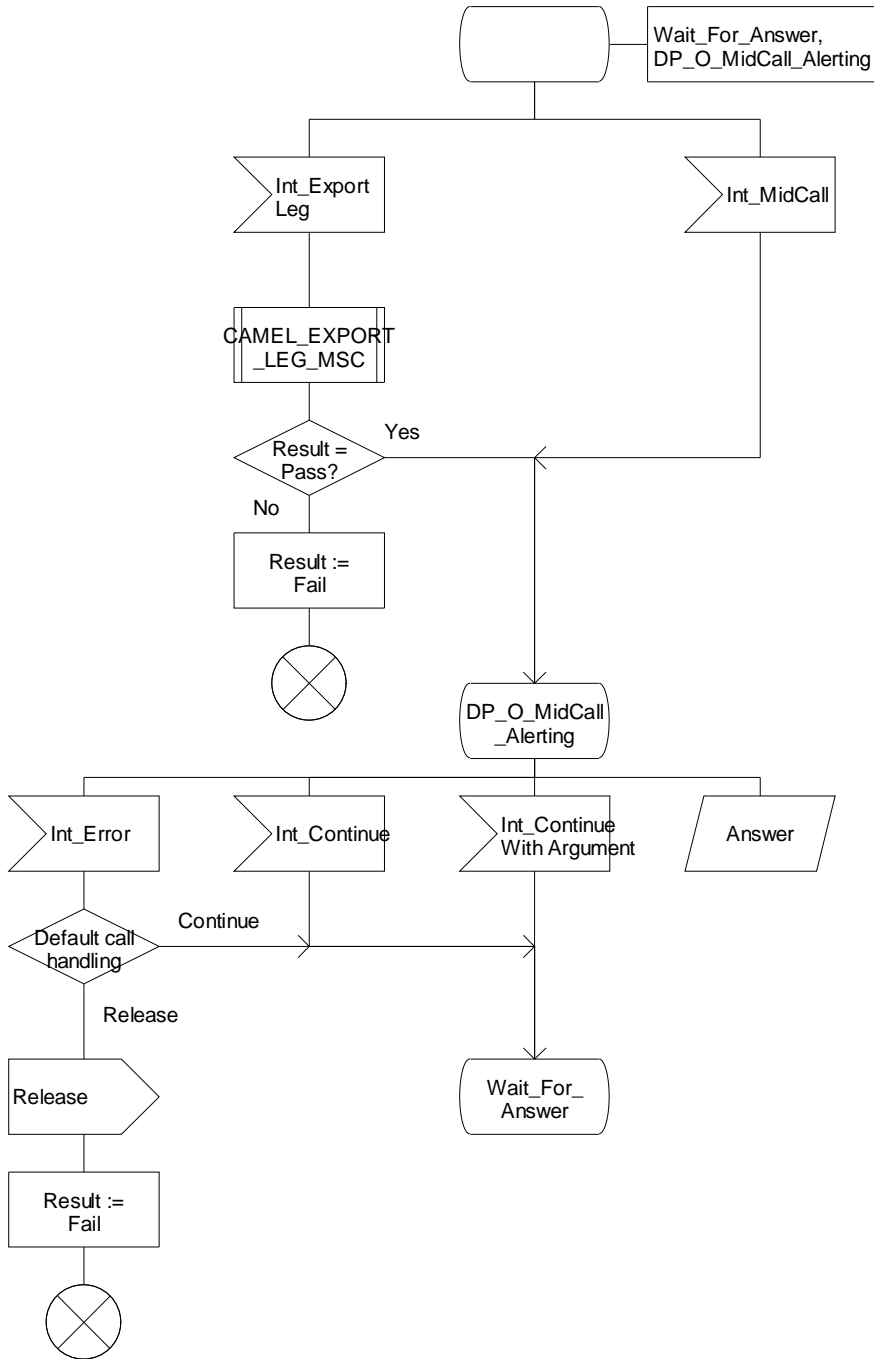 Wait_For_Answer,
DP_O_MidCall_Alerting
Int_Export
Leg
Int_MidCall
CAMEL_EXPORT
_LEG_MSC
Yes
Result =
Pass?
No
Result :=
Fail
DP_O_MidCall
_Alerting
Int_Error
Int_Continue
Int_Continue
With Argument
Answer
Continue
Default call
handling
Release
Release
Wait_For_
Answer
Result :=
Fail